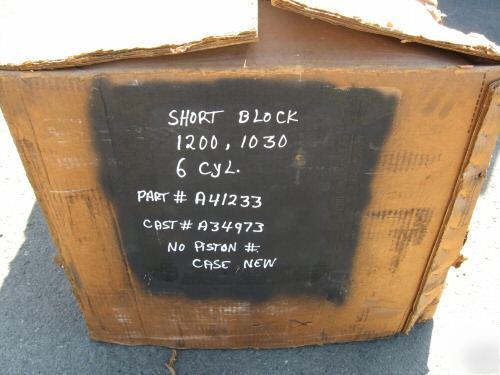 SHORT BLOCK
1200, 1030
6 CYL.
PART# A41233
CAST# A34973
NO PISTON #
CASE NEW